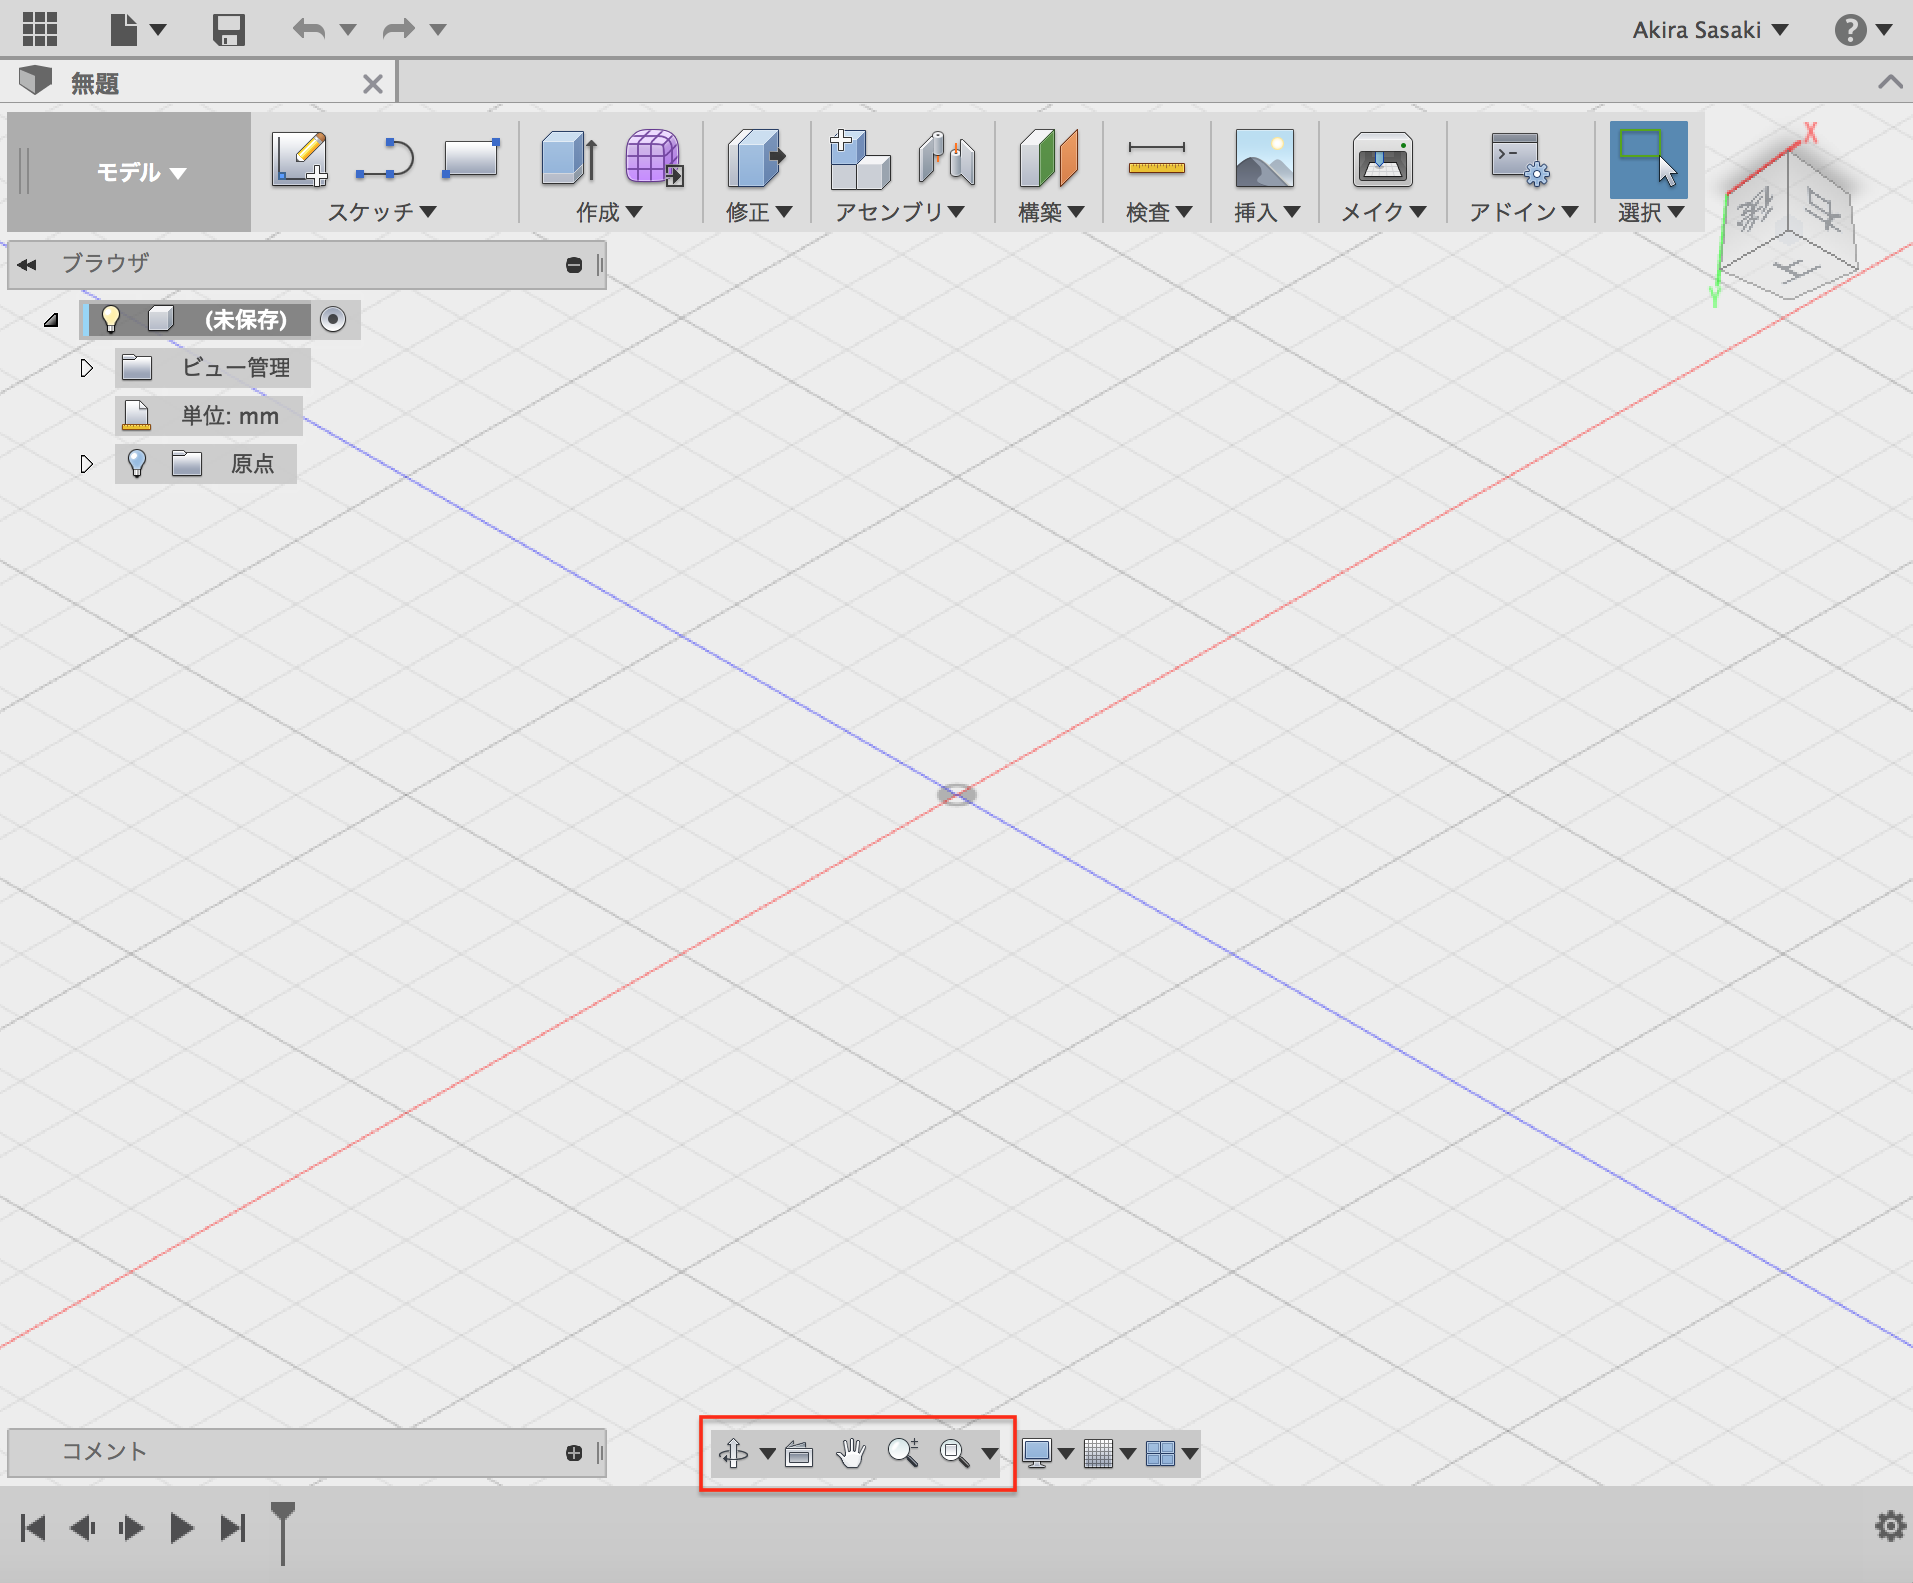 Akira Sasaki
無題
モデル
スケッチ 作成 修正 アセンブリ 構築 検査 挿入 メイク アドイン 選択
X
Y
ブラウザ
(未保存)
ビュー管理
単位: mm
原点
コメント